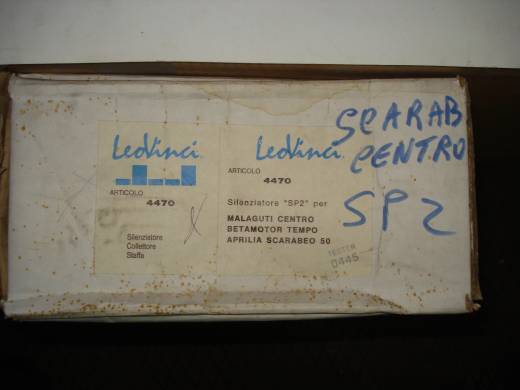 LeoVinci
ARTICOLO
4470
Silenziatore
Collettore
Staffa
LeoVinci
ARTICOLO
4470
Silenziatore "SP2" per
MALAGUTI CENTRO
BETAMOTOR TEMPO
APRILIA SCARABEO 50
TESTER
0445
SCARAB
CENTRO
SP2